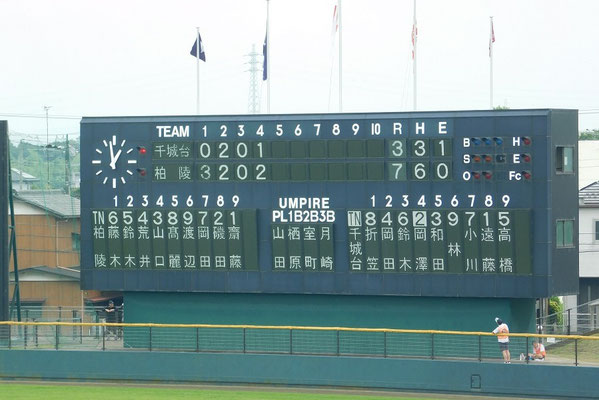 TEAM 1 2 3 4 5 6 7 8 9 10 R H E
千城台 0 2 0 1 3 3 1
柏陵 3 2 0 2 7 6 0
B H
S E
O Fc
1 2 3 4 5 6 7 8 9
TN 6 5 4 3 8 9 7 2 1
柏陵
藤木
鈴木
荒井
山口
髙麗
渡辺
岡田
磯田
齋藤
UMPIRE
PL 1B 2B 3B
山田
栖原
室町
月崎
1 2 3 4 5 6 7 8 9
TN 8 4 6 2 3 9 7 1 5
千城台
折笠
岡田
鈴木
岡澤
和田
林
小川
遠藤
高橋